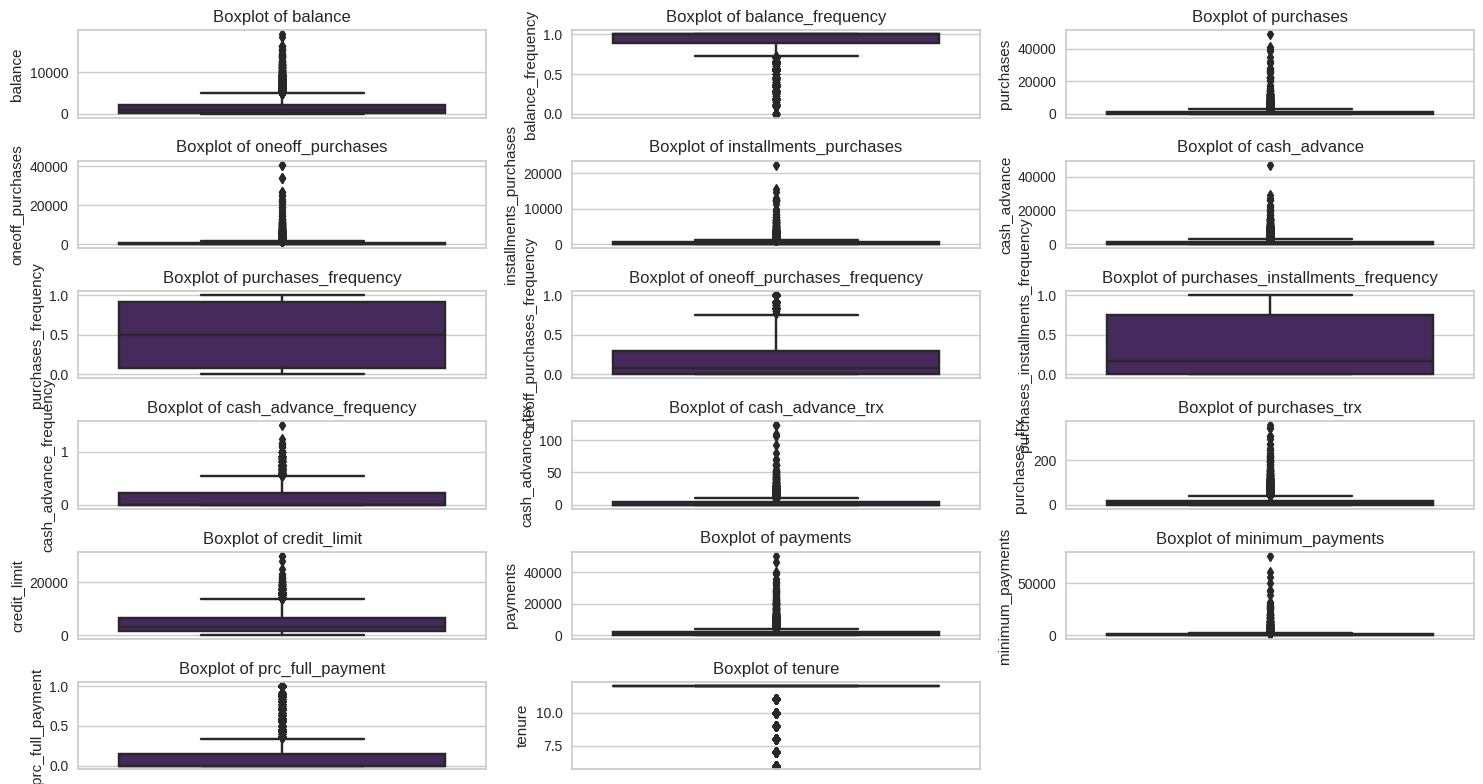 Boxplot of balance
balance
10000
0
Boxplot of balance_frequency
balance_frequency
1.0
0.5
0.0
Boxplot of purchases
purchases
40000
20000
0
Boxplot of oneoff_purchases
oneoff_purchases
40000
20000
0
Boxplot of installments_purchases
installments_purchases
20000
10000
0
Boxplot of cash_advance
cash_advance
40000
20000
0
Boxplot of purchases_frequency
purchases_frequency
1.0
0.5
0.0
Boxplot of oneoff_purchases_frequency
oneoff_purchases_frequency
1.0
0.5
0.0
Boxplot of purchases_installments_frequency
purchases_installments_frequency
1.0
0.5
0.0
Boxplot of cash_advance_frequency
cash_advance_frequency
1
0
Boxplot of cash_advance_trx
cash_advance_trx
100
50
0
Boxplot of purchases_trx
purchases_trx
200
0
Boxplot of credit_limit
credit_limit
20000
0
Boxplot of payments
payments
40000
20000
0
Boxplot of minimum_payments
minimum_payments
50000
0
Boxplot of prc_full_payment
prc_full_payment
1.0
0.5
0.0
Boxplot of tenure
tenure
10.0
7.5